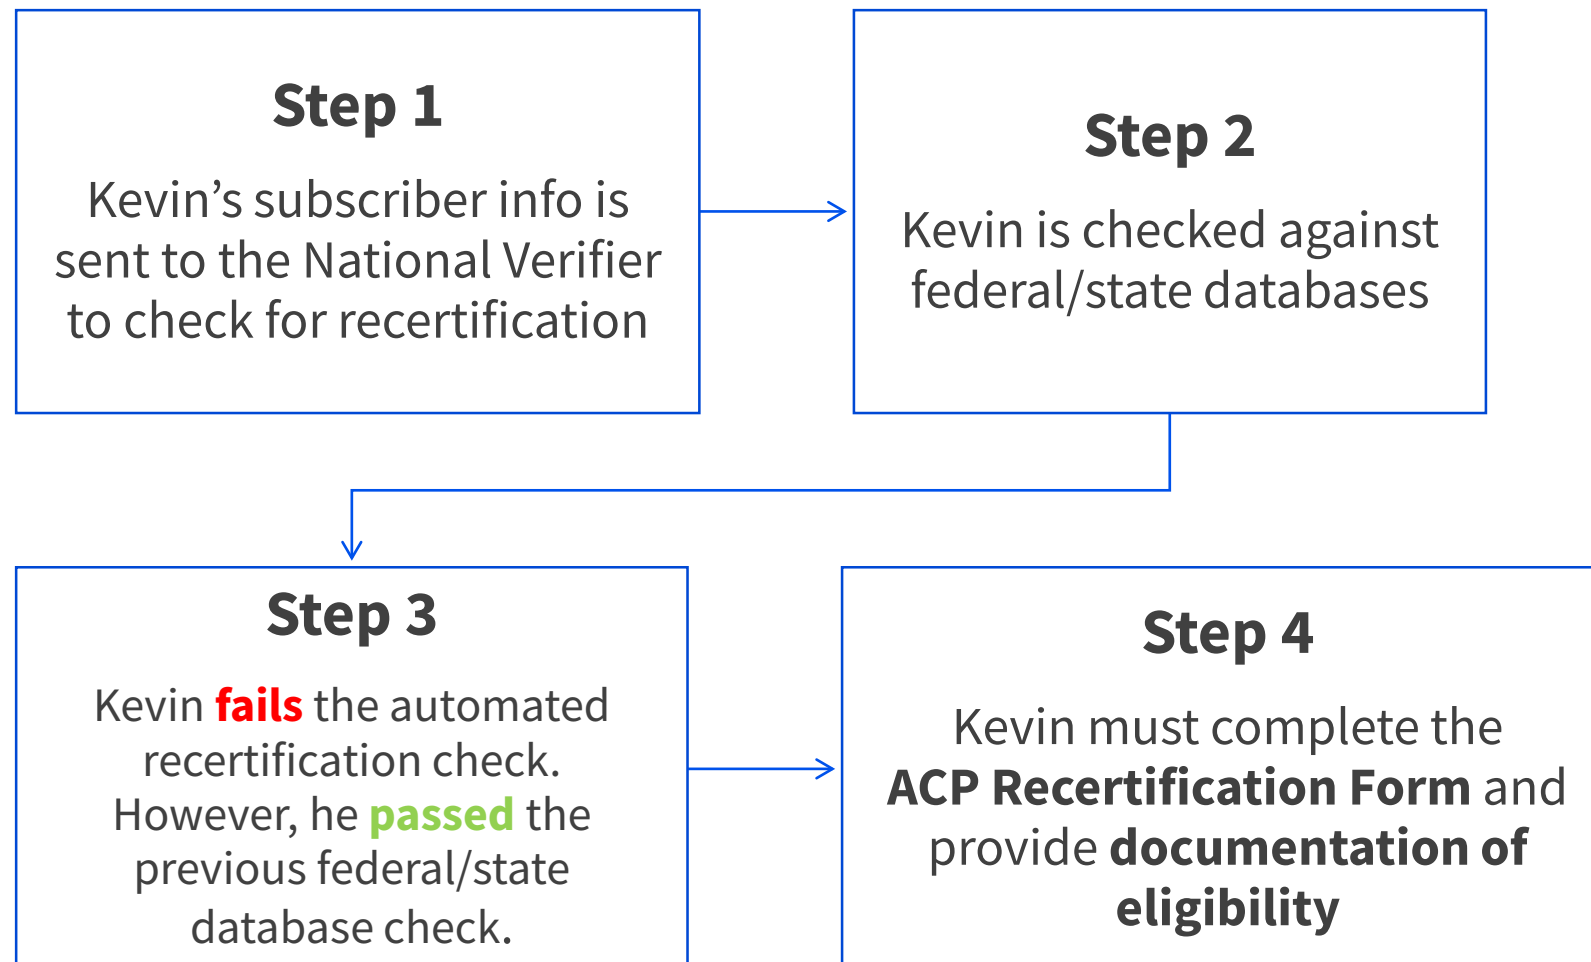 Step 1
Kevin’s subscriber info is
sent to the National Verifier
to check for recertification
Step 2
Kevin is checked against
federal/state databases
Step 3
Kevin fails the automated
recertification check.
However, he passed the
previous federal/state
database check.
Step 4
Kevin must complete the
ACP Recertification Form and
provide documentation of
eligibility